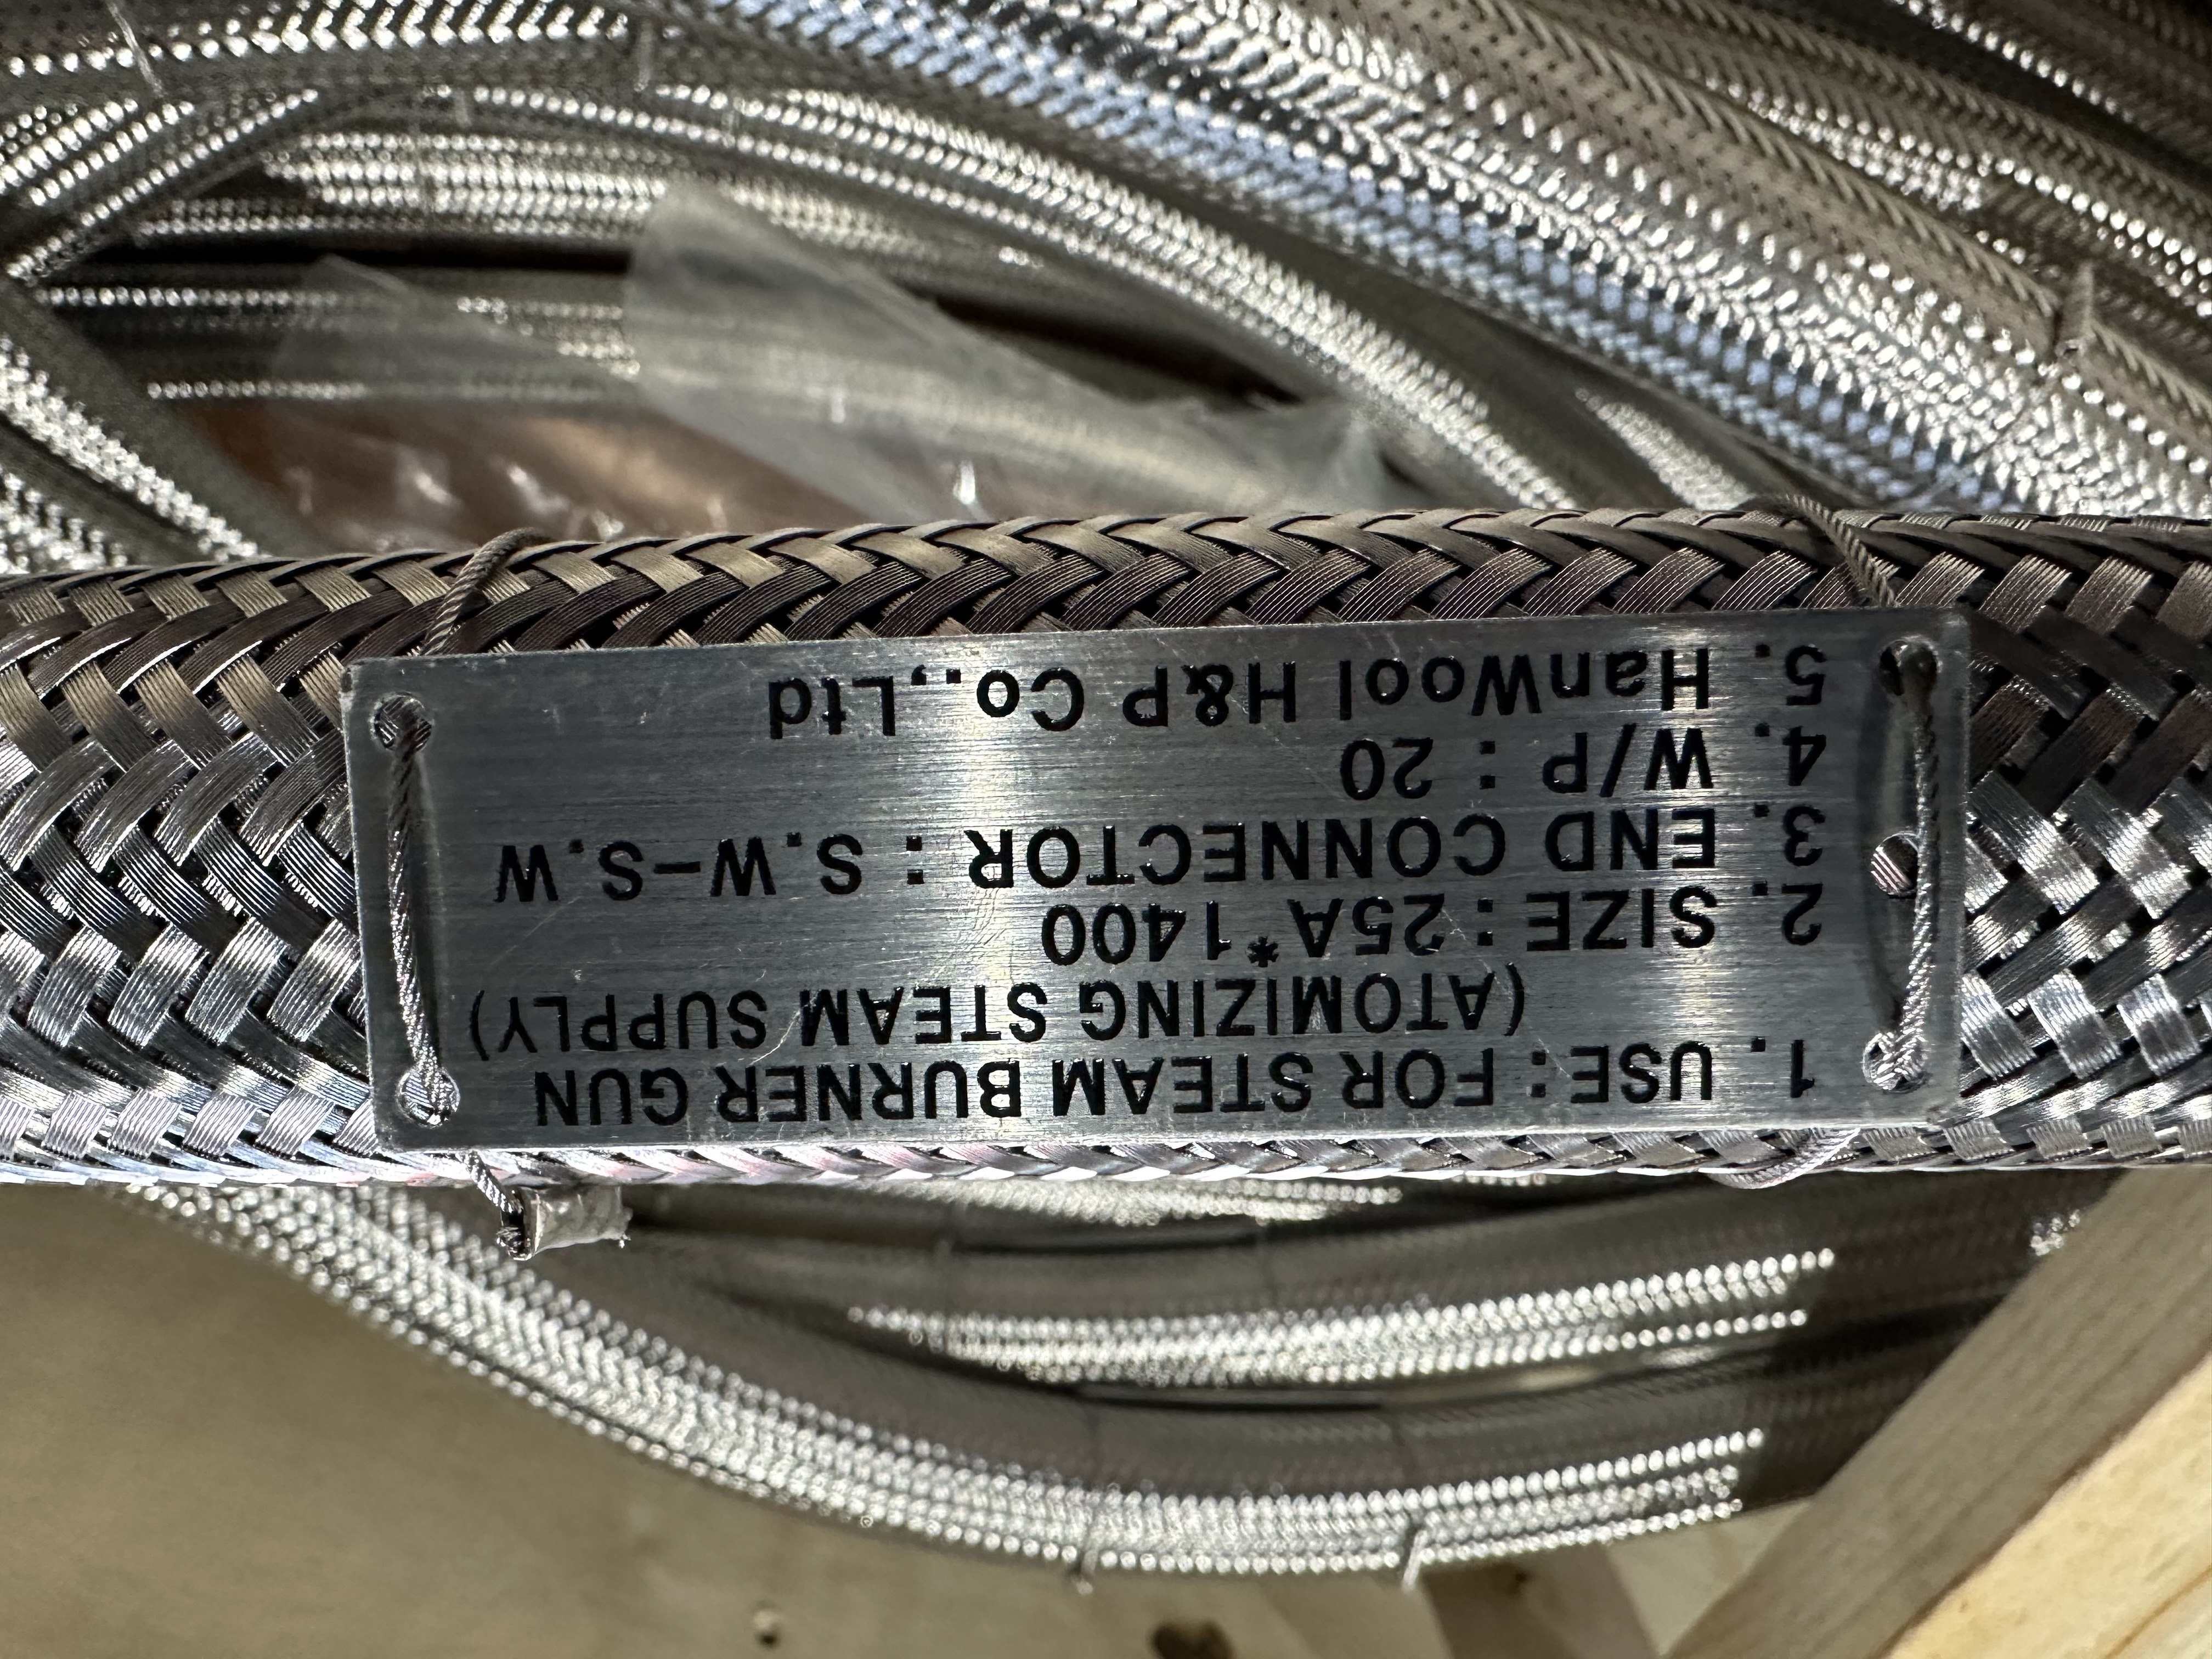 1. USE : FOR STEAM BURNER GUN
(ATOMIZING STEAM SUPPLY)
2. SIZE : 25A*1400
3. END CONNECTOR : S.W-S.W
4. W/P : 20
5. HanWool H&P Co.,Ltd